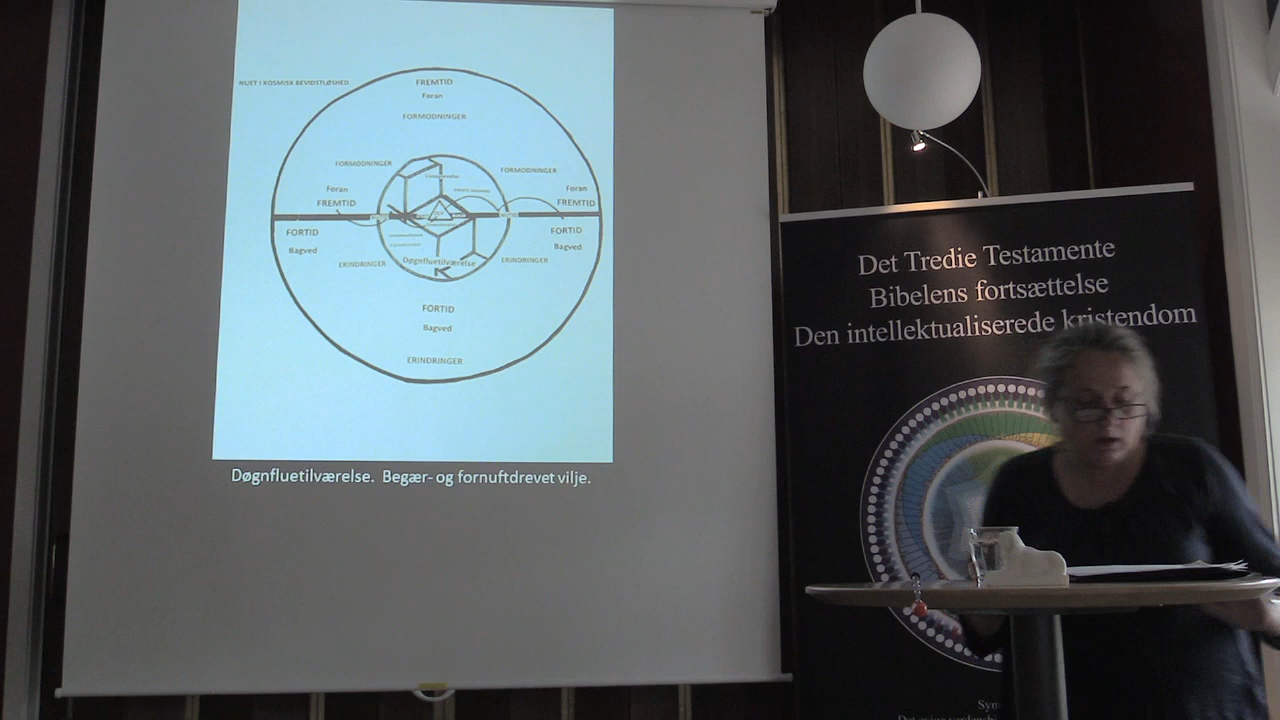 NUET I KOSMISK BEVIDSTLØSHED
FREMTID
Foran
FORMODNINGER
FORMODNINGER
FORMODNINGER
Foran
FREMTID
Foran
FREMTID
FORTID
Bagved
FORTID
Bagved
ERINDRINGER
Døgnfluetilværelse
ERINDRINGER
FORTID
Bagved
ERINDRINGER
Døgnfluetilværelse. Begær- og fornuftdrevet vilje.
Det Tredie Testamente
Bibelens fortsættelse
Den intellektualiserede kristendom